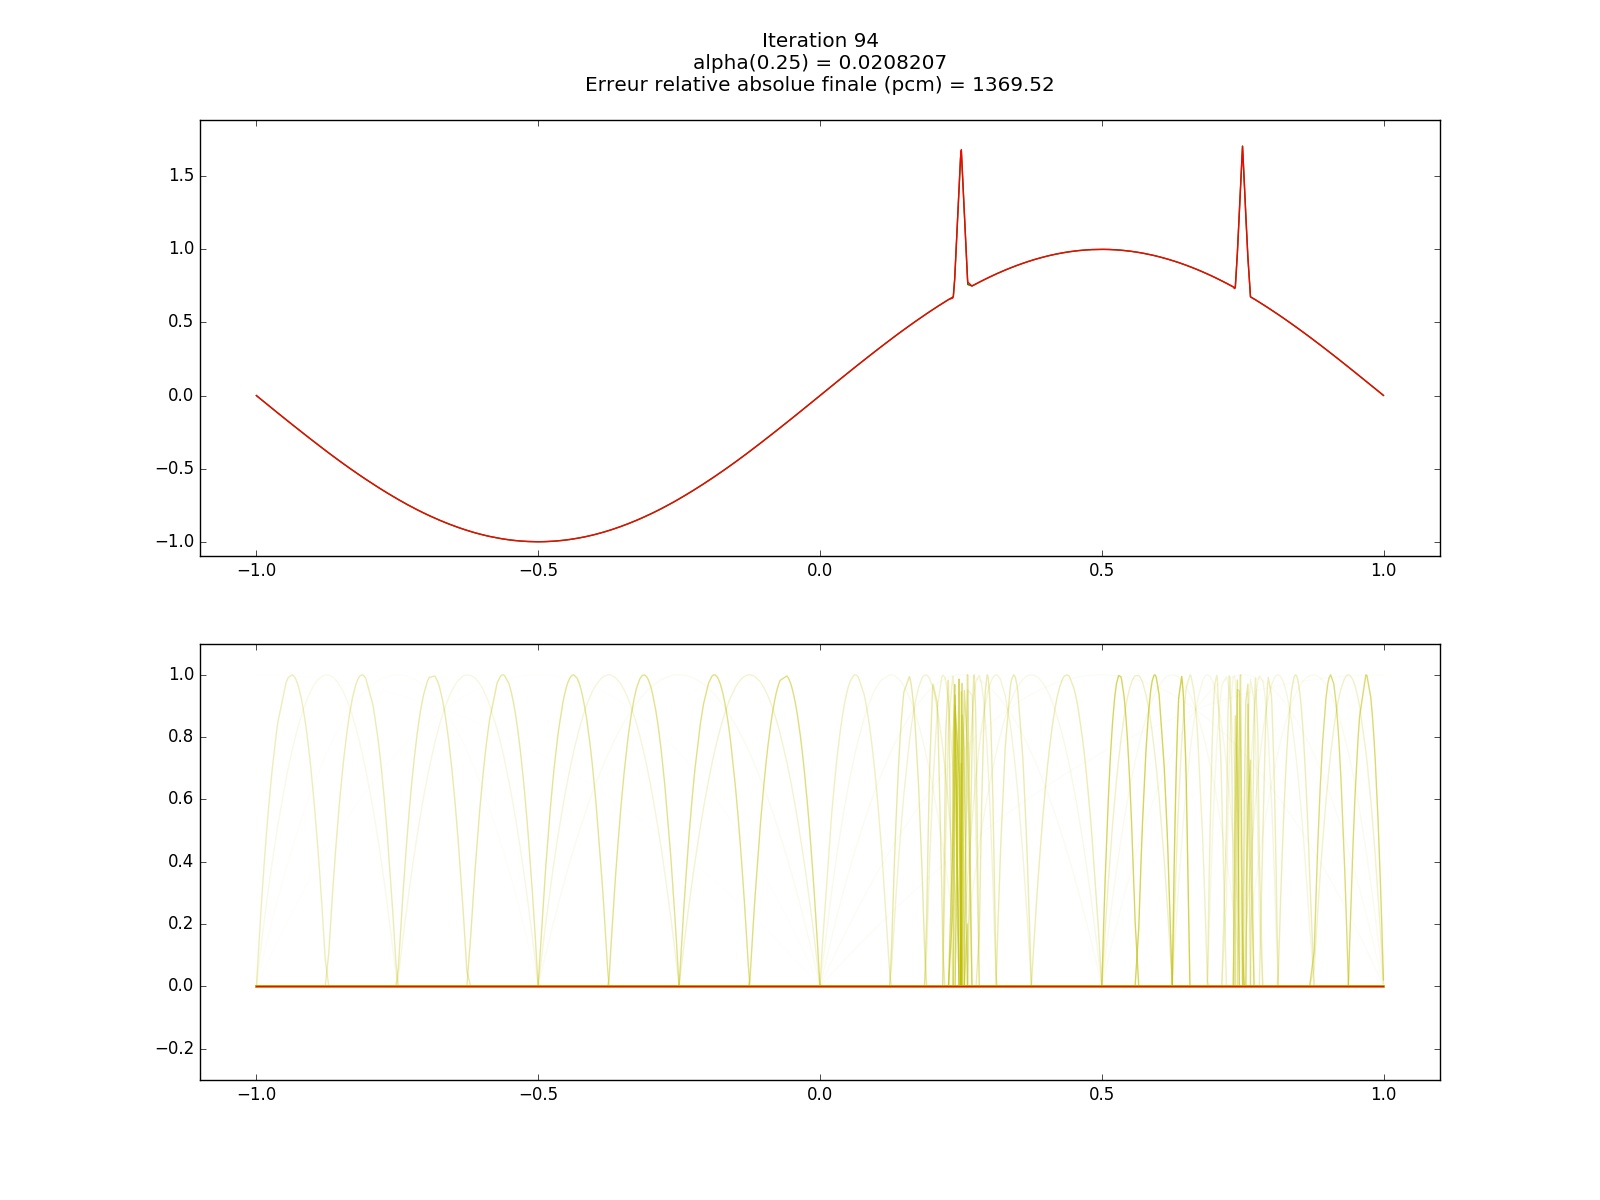 Iteration 94
alpha(0.25) = 0.0208207
Erreur relative absolue finale (pcm) = 1369.52
1.5
1.0
0.5
0.0
−0.5
−1.0
−1.0 −0.5 0.0 0.5 1.0
1.0
0.8
0.6
0.4
0.2
0.0
−0.2
−1.0 −0.5 0.0 0.5 1.0